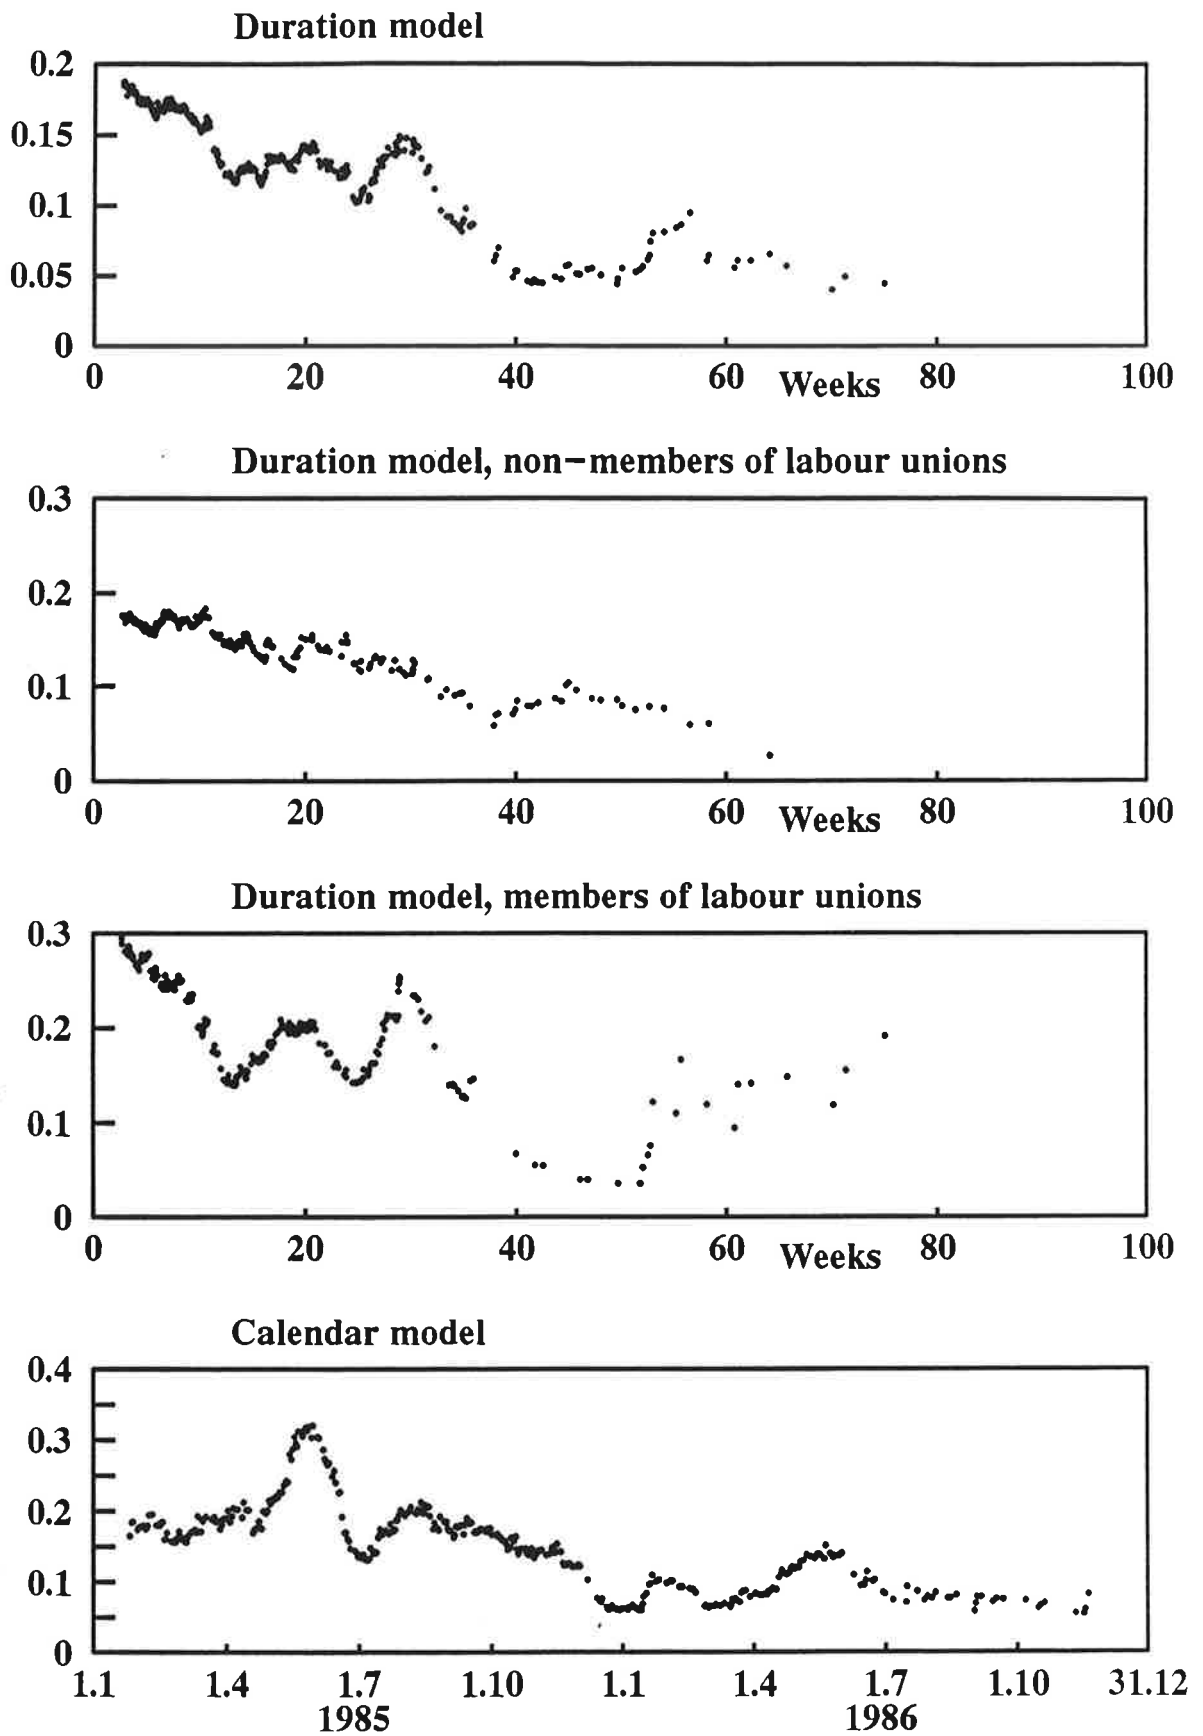 Duration model
0.2
0.15
0.1
0.05
0
0 20 40 60 Weeks 80 100
Duration model, non-members of labour unions
0.3
0.2
0.1
0
0 20 40 60 Weeks 80 100
Duration model, members of labour unions
0.3
0.2
0.1
0
0 20 40 60 Weeks 80 100
Calendar model
0.4
0.3
0.2
0.1
0
1.1 1.4 1.7 1.10 1.1 1.4 1.7 1.10 31.12
1985 1986